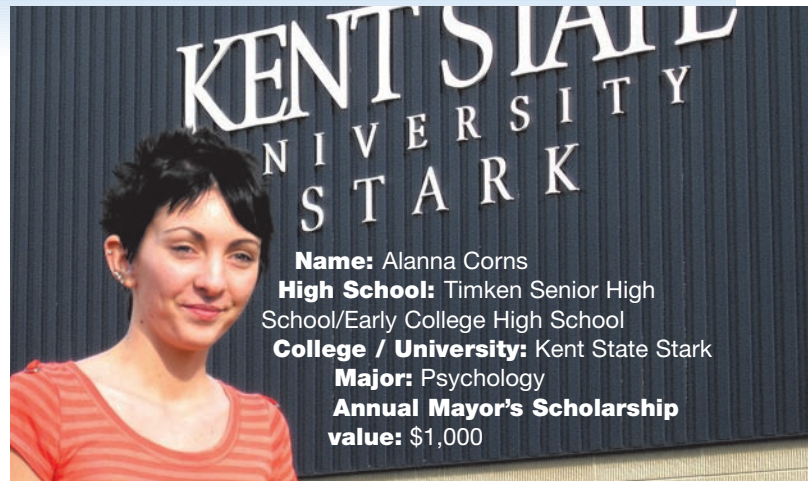 KENT STATE
UNIVERSITY
STARK
Name: Alanna Corns
High School: Timken Senior High
School/Early College High School
College / University: Kent State Stark
Major: Psychology
Annual Mayor's Scholarship
value: $1,000